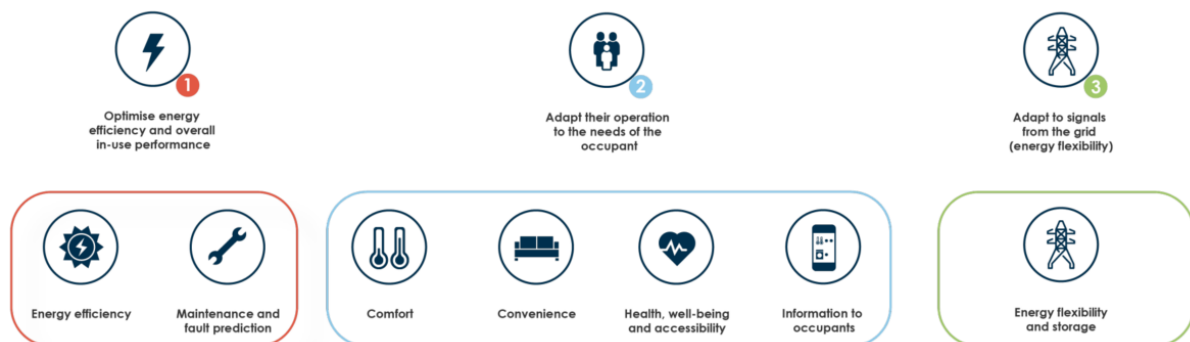 1
Optimise energy
efficiency and overall
in-use performance
2
Adapt their operation
to the needs of the
occupant
3
Adapt to signals
from the grid
(energy flexibility)
Energy efficiency
Maintenance and
fault prediction
Comfort
Convenience
Health, well-being
and accessibility
Information to
occupants
Energy flexibility
and storage